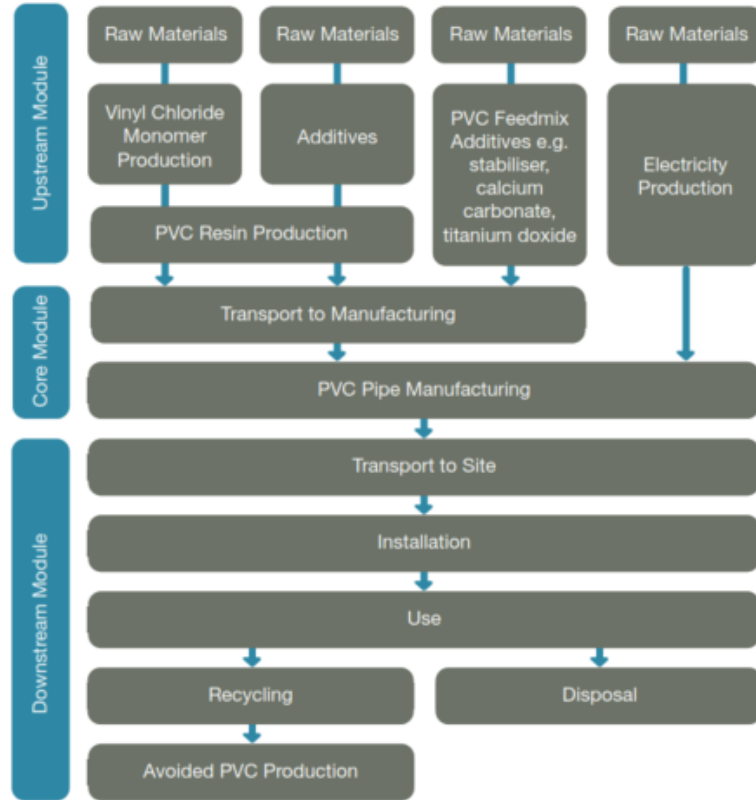 Upstream Module
Raw Materials
Raw Materials
Raw Materials
Raw Materials
Vinyl Chloride
Monomer
Production
Additives
PVC Feedmix
Additives e.g.
stabiliser,
calcium
carbonate,
titanium doxide
Electricity
Production
PVC Resin Production
Core Module
Transport to Manufacturing
PVC Pipe Manufacturing
Downstream Module
Transport to Site
Installation
Use
Recycling
Disposal
Avoided PVC Production